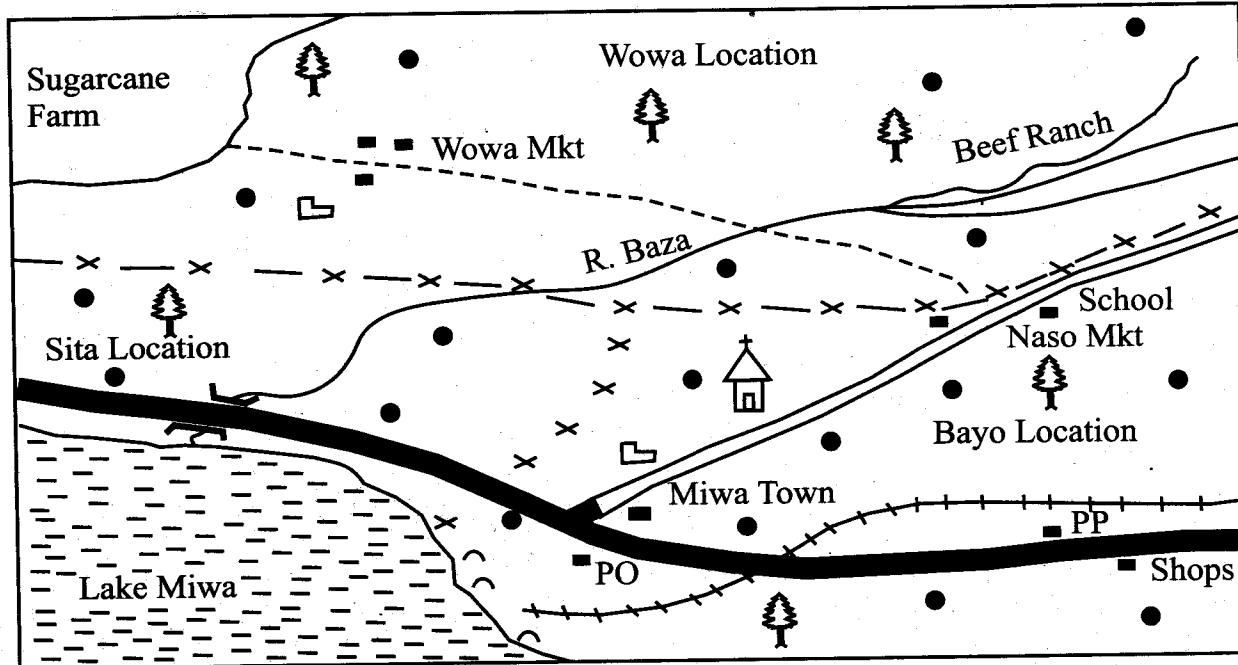 Wowa Location
Sugarcane
Farm
Beef Ranch
Wowa Mkt
R. Baza
School
Naso Mkt
Sita Location
Bayo Location
Miwa Town
PP
PO
Shops
Lake Miwa